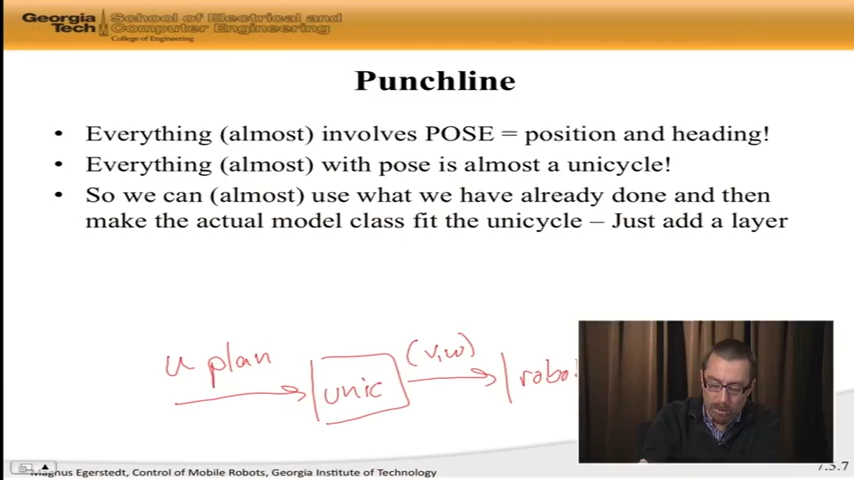 Georgia Tech
School of Electrical and
Computer Engineering
College of Engineering
Punchline
• Everything (almost) involves POSE = position and heading!
• Everything (almost) with pose is almost a unicycle!
• So we can (almost) use what we have already done and then
make the actual model class fit the unicycle – Just add a layer
u plan
unic
(v,ω)
robo
Magnus Egerstedt, Control of Mobile Robots, Georgia Institute of Technology
7.3.7